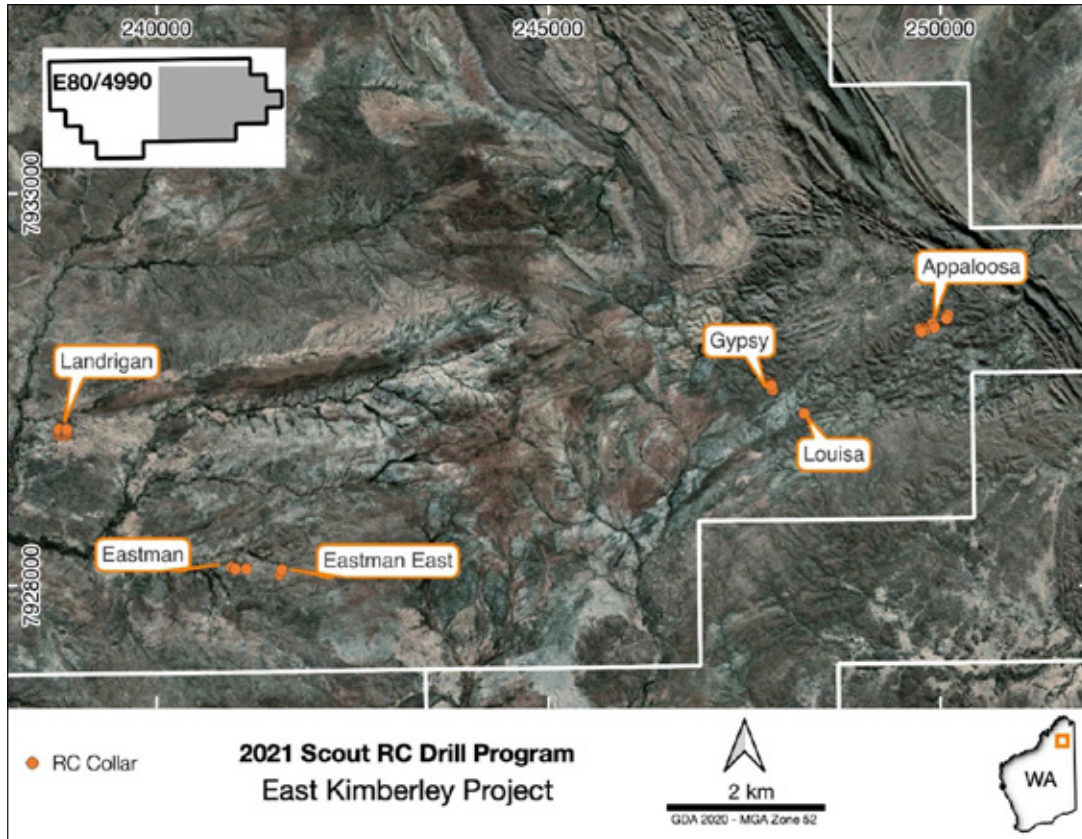 240000
245000
250000
E80/4990
7933000
Appaloosa
Gypsy
Landrigan
Louisa
Eastman
Eastman East
7928000
RC Collar
2021 Scout RC Drill Program
East Kimberley Project
2 km
GDA 2020 - MGA Zone 52
WA